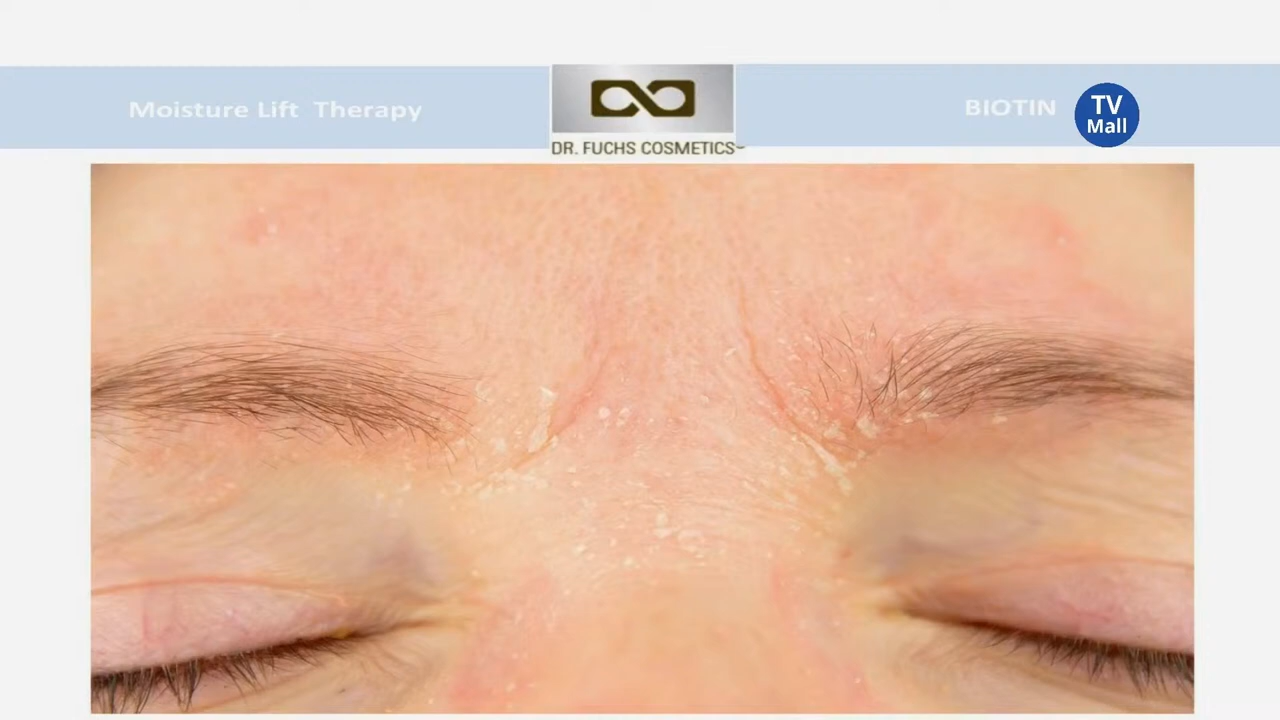 Moisture Lift Therapy
DR. FUCHS COSMETICS
BIOTIN
TV
Mall